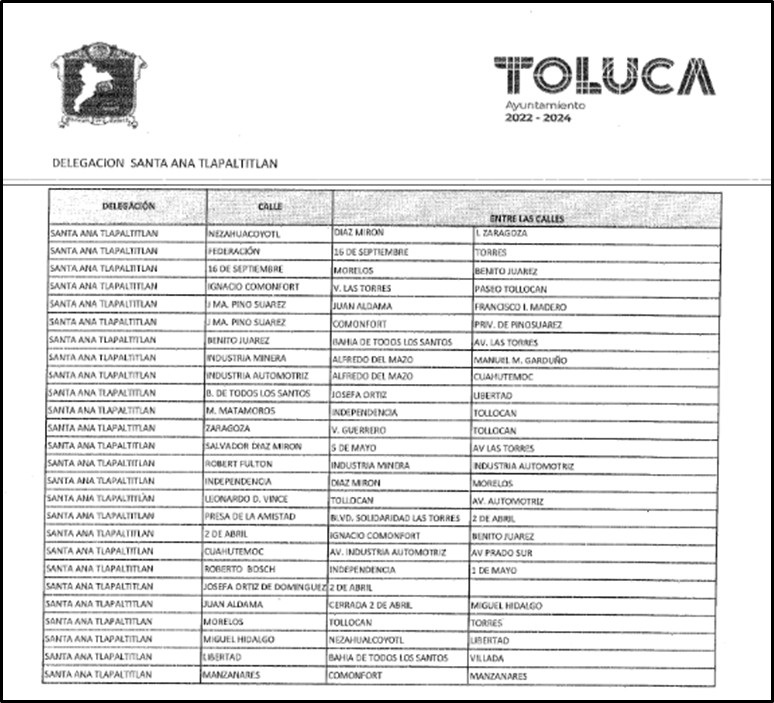 TOLUCA
Ayuntamiento
2022 - 2024
DELEGACION SANTA ANA TLAPALTITLAN
DELEGACIÓN CALLE ENTRE LAS CALLES
SANTA ANA TLAPALTITLAN NEZAHUACOYOTL DIAZ MIRON I. ZARAGOZA
SANTA ANA TLAPALTITLAN FEDERACIÓN 16 DE SEPTIEMBRE TORRES
SANTA ANA TLAPALTITLAN 16 DE SEPTIEMBRE MORELOS BENITO JUAREZ
SANTA ANA TLAPALTITLAN IGNACIO COMONFORT V. LAS TORRES PASEO TOLLOCAN
SANTA ANA TLAPALTITLAN J MA. PINO SUAREZ JUAN ALDAMA FRANCISCO I. MADERO
SANTA ANA TLAPALTITLAN J MA. PINO SUAREZ COMONFORT PRIV. DE PINOSUAREZ
SANTA ANA TLAPALTITLAN BENITO JUAREZ BAHIA DE TODOS LOS SANTOS AV. LAS TORRES
SANTA ANA TLAPALTITLAN INDUSTRIA MINERA ALFREDO DEL MAZO MANUEL M. GARDUÑO
SANTA ANA TLAPALTITLAN INDUSTRIA AUTOMOTRIZ ALFREDO DEL MAZO CUAHUTEMOC
SANTA ANA TLAPALTITLAN B. DE TODOS LOS SANTOS JOSEFA ORTIZ LIBERTAD
SANTA ANA TLAPALTITLAN M. MATAMOROS INDEPENDENCIA TOLLOCAN
SANTA ANA TLAPALTITLAN ZARAGOZA V. GUERRERO TOLLOCAN
SANTA ANA TLAPALTITLAN SALVADOR DIAZ MIRON 5 DE MAYO AV LAS TORRES
SANTA ANA TLAPALTITLAN ROBERT FULTON INDUSTRIA MINERA INDUSTRIA AUTOMOTRIZ
SANTA ANA TLAPALTITLAN INDEPENDENCIA DIAZ MIRON MORELOS
SANTA ANA TLAPALTITLAN LEONARDO D. VINCE TOLLOCAN AV. AUTOMOTRIZ
SANTA ANA TLAPALTITLAN PRESA DE LA AMISTAD BLVD. SOLIDARIDAD LAS TORRES 2 DE ABRIL
SANTA ANA TLAPALTITLAN 2 DE ABRIL IGNACIO COMONFORT BENITO JUAREZ
SANTA ANA TLAPALTITLAN CUAHUTEMOC AV. INDUSTRIA AUTOMOTRIZ AV PRADO SUR
SANTA ANA TLAPALTITLAN ROBERTO BOSCH INDEPENDENCIA 1 DE MAYO
SANTA ANA TLAPALTITLAN JOSEFA ORTIZ DE DOMINGUEZ 2 DE ABRIL
SANTA ANA TLAPALTITLAN JUAN ALDAMA CERRADA 2 DE ABRIL MIGUEL HIDALGO
SANTA ANA TLAPALTITLAN MORELOS TOLLOCAN TORRES
SANTA ANA TLAPALTITLAN MIGUEL HIDALGO NEZAHUALCOYOTL LIBERTAD
SANTA ANA TLAPALTITLAN LIBERTAD BAHIA DE TODOS LOS SANTOS VILLADA
SANTA ANA TLAPALTITLAN MANZANARES COMONFORT MANZANARES